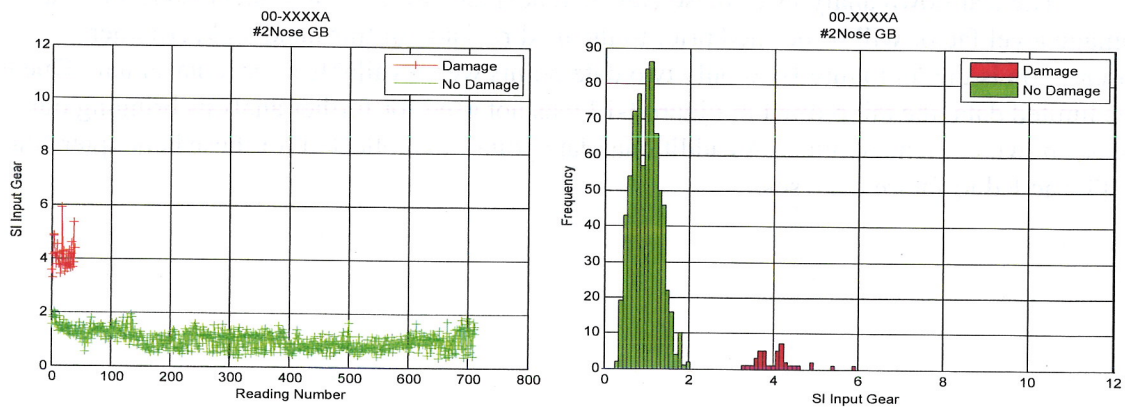 00-XXXXA
#2Nose GB
12
10
8
6
4
2
0
SI Input Gear
Damage
No Damage
0 100 200 300 400 500 600 700 800
Reading Number
00-XXXXA
#2Nose GB
90
80
70
60
50
40
30
20
10
0
Frequency
Damage
No Damage
0 2 4 6 8 10 12
SI Input Gear